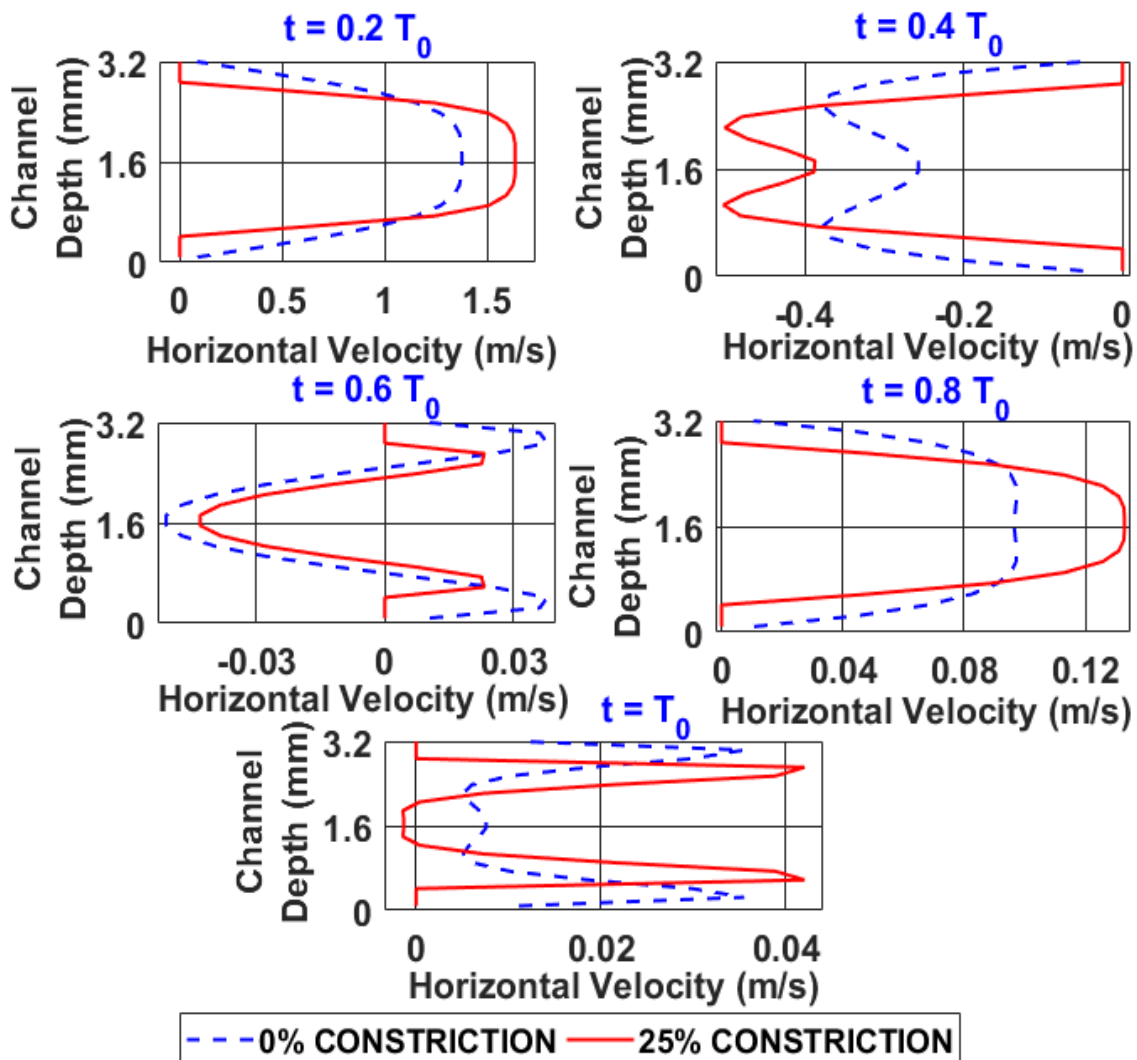 t = 0.2 T0
Channel
Depth (mm)
3.2
1.6
0
0 0.5 1 1.5
Horizontal Velocity (m/s)
t = 0.4 T0
Channel
Depth (mm)
3.2
1.6
0
-0.4 -0.2 0
Horizontal Velocity (m/s)
t = 0.6 T0
Channel
Depth (mm)
3.2
1.6
0
-0.03 0 0.03
Horizontal Velocity (m/s)
t = 0.8 T0
Channel
Depth (mm)
3.2
1.6
0
0 0.04 0.08 0.12
Horizontal Velocity (m/s)
t = T0
Channel
Depth (mm)
3.2
1.6
0
0 0.02 0.04
Horizontal Velocity (m/s)
0% CONSTRICTION 25% CONSTRICTION